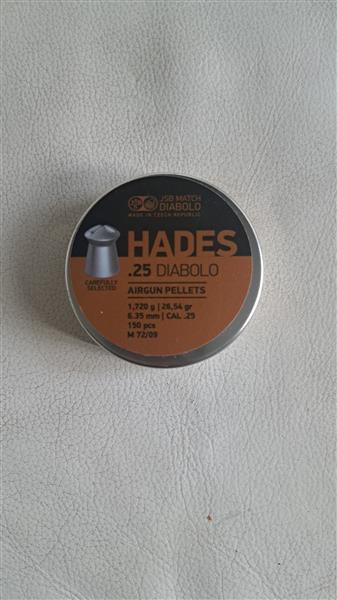 JSB MATCH
DIABOLO
MADE IN CZECH REPUBLIC
HADES
.25 DIABOLO
CAREFULLY
SELECTED
AIRGUN PELLETS
1,720 g | 26,54 gr
6.35 mm | CAL .25
150 pcs
M 72/09